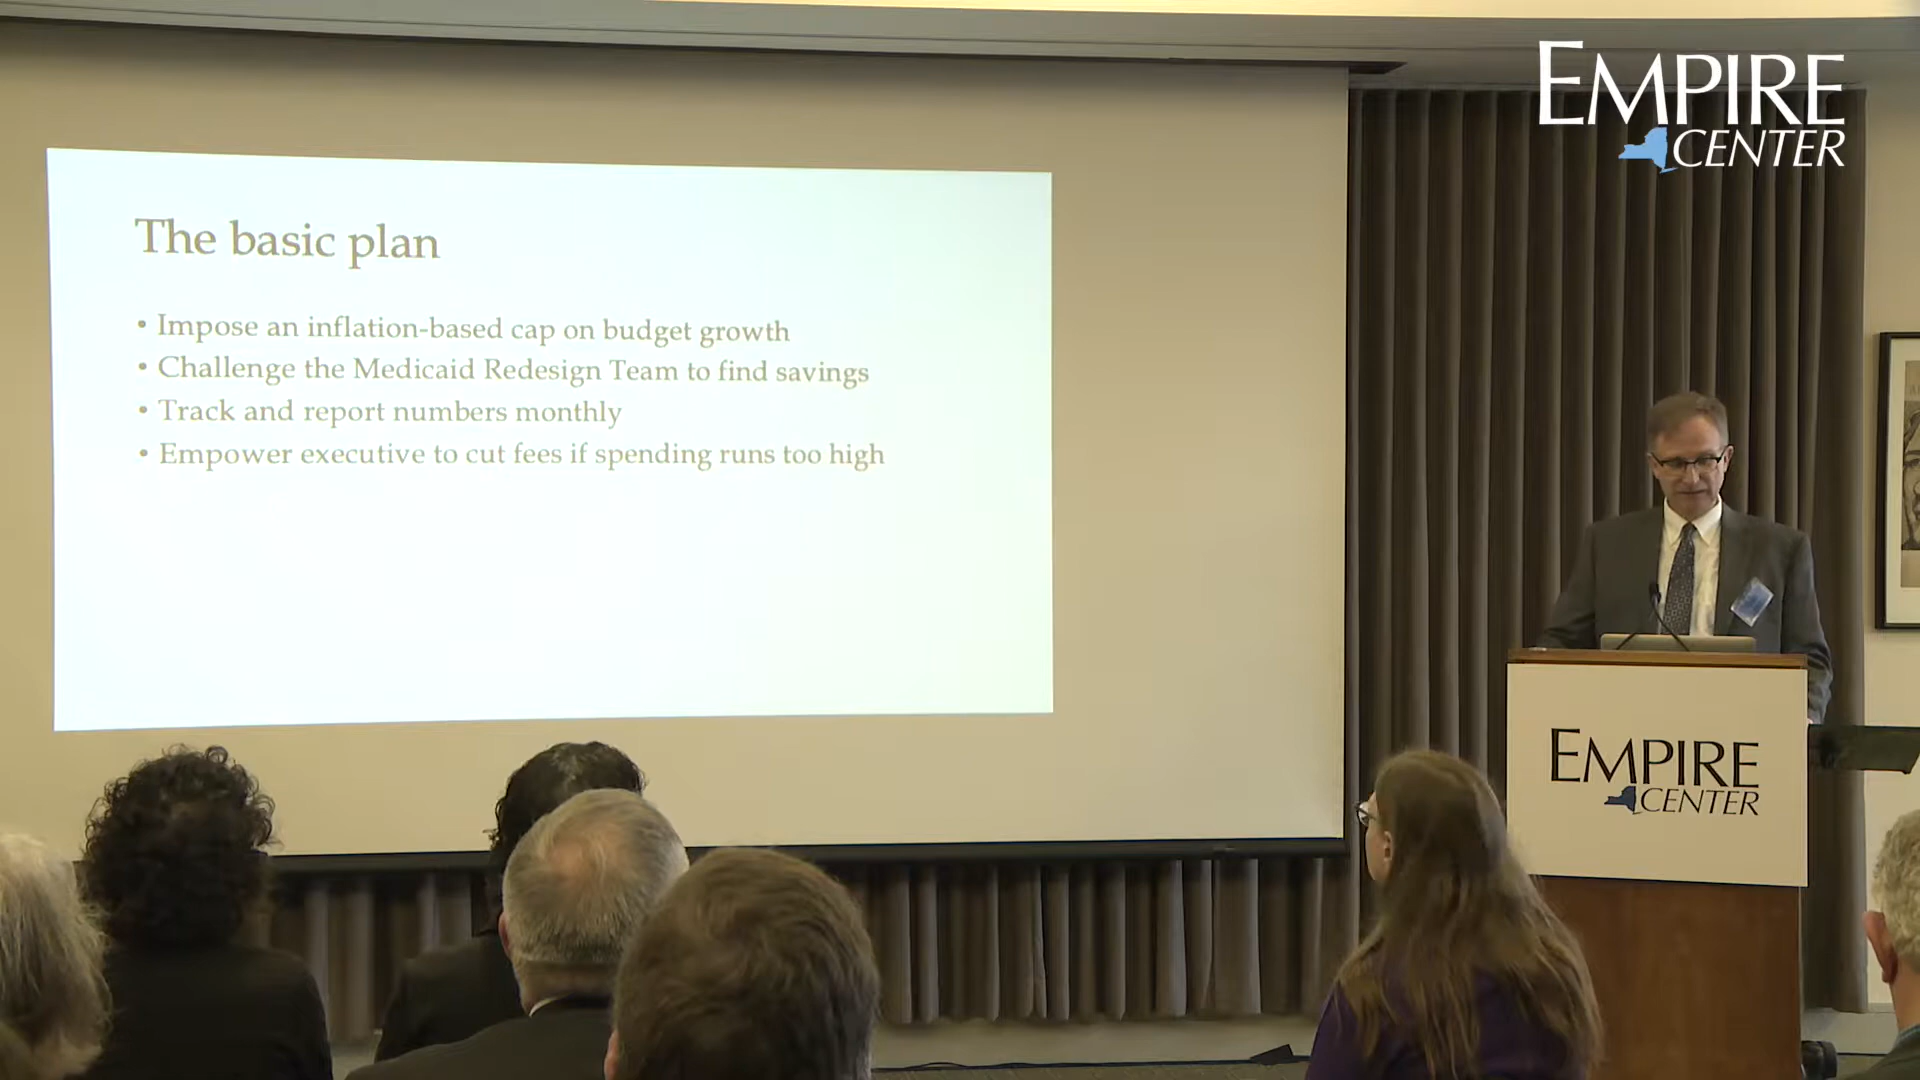 EMPIRE
CENTER
The basic plan
• Impose an inflation-based cap on budget growth
• Challenge the Medicaid Redesign Team to find savings
• Track and report numbers monthly
• Empower executive to cut fees if spending runs too high
EMPIRE
CENTER